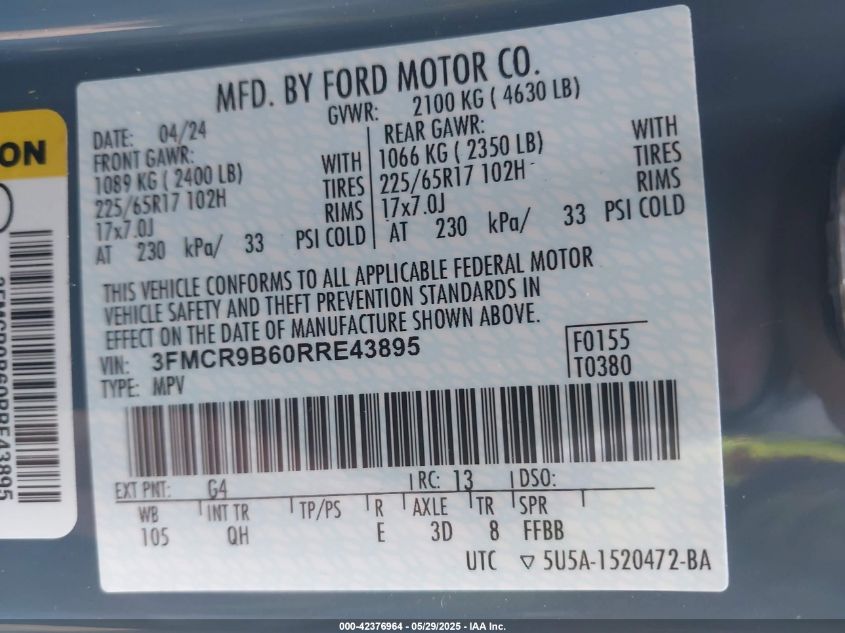 MFD. BY FORD MOTOR CO.
DATE: 04/24 GVWR: 2100 KG ( 4630 LB)
FRONT GAWR: REAR GAWR:
1089 KG ( 2400 LB) WITH 1066 KG ( 2350 LB) WITH
225/65R17 102H TIRES 225/65R17 102H TIRES
17x7.0J RIMS 17x7.0J RIMS
AT 230 kPa/ 33 PSI COLD AT 230 kPa/ 33 PSI COLD
THIS VEHICLE CONFORMS TO ALL APPLICABLE FEDERAL MOTOR
VEHICLE SAFETY AND THEFT PREVENTION STANDARDS IN
EFFECT ON THE DATE OF MANUFACTURE SHOWN ABOVE.
VIN: 3FMCR9B60RRE43895 F0155
TYPE: MPV T0380
EXT PNT: G4 RC: 13 DSO:
WB INT TR TP/PS R AXLE TR SPR
105 QH E 3D 8 FFBB
UTC ▽ 5U5A-1520472-BA
ON
3FMCR9B60RRE43895
000-42376964 | 05/29/2025 - IAA Inc.